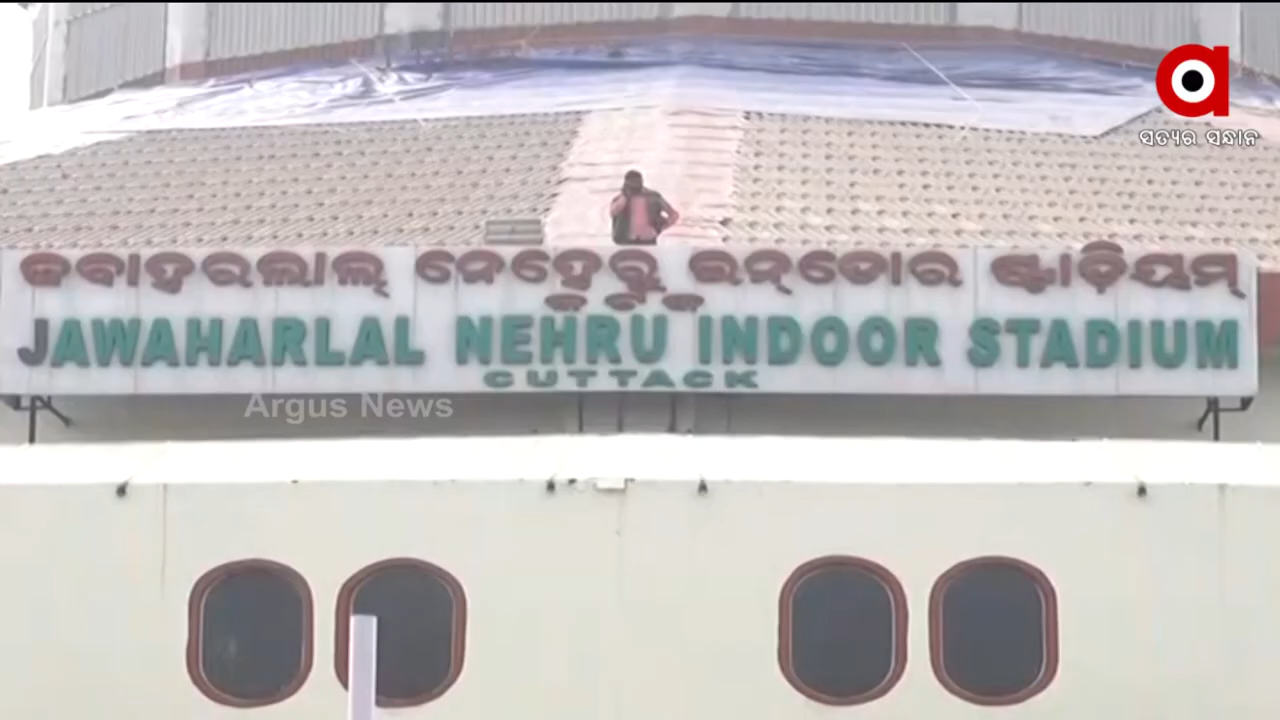 ସତ୍ୟର ସନ୍ଧାନ
ଜବାହରଲାଲ୍ ନେହେରୁ ଇନ୍‌ଡୋର ଷ୍ଟାଡ଼ିୟମ୍
କଟକ
JAWAHARLAL NEHRU INDOOR STADIUM
CUTTACK
Argus News